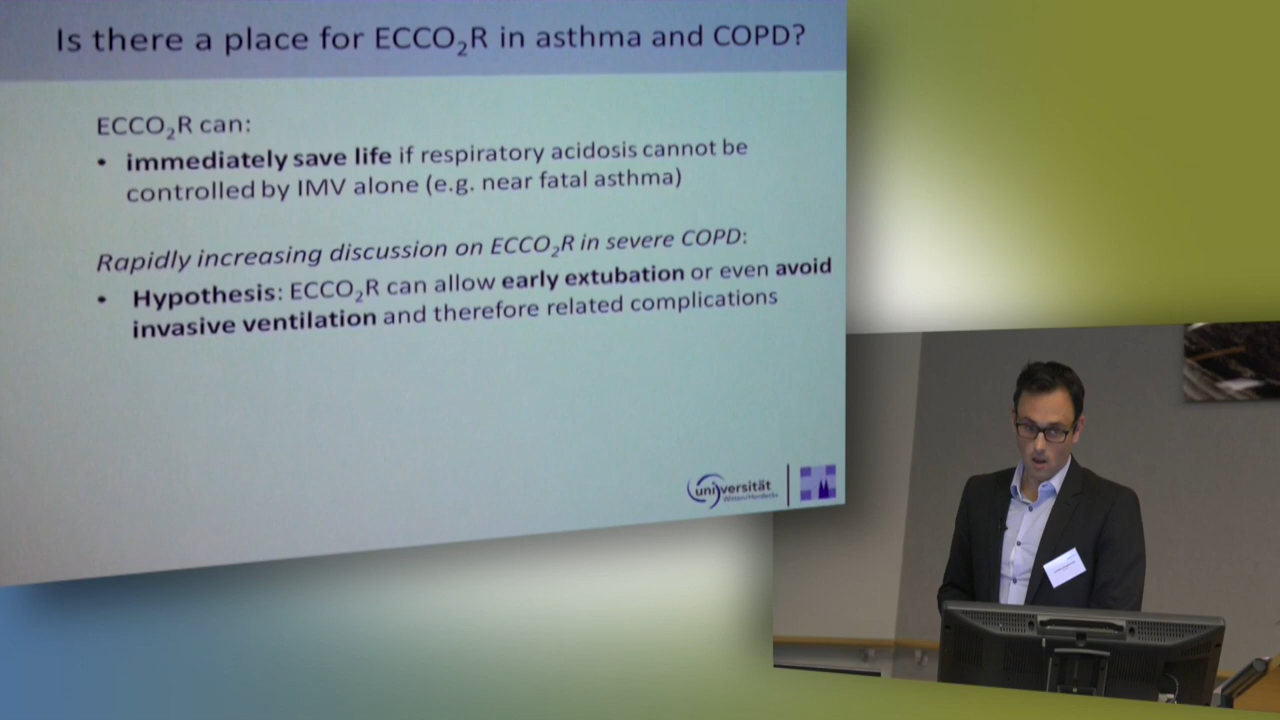 Is there a place for ECCO₂R in asthma and COPD?
ECCO₂R can:
• immediately save life if respiratory acidosis cannot be
controlled by IMV alone (e.g. near fatal asthma)
Rapidly increasing discussion on ECCO₂R in severe COPD:
• Hypothesis: ECCO₂R can allow early extubation or even avoid
invasive ventilation and therefore related complications
universität
Witten/Herdecke